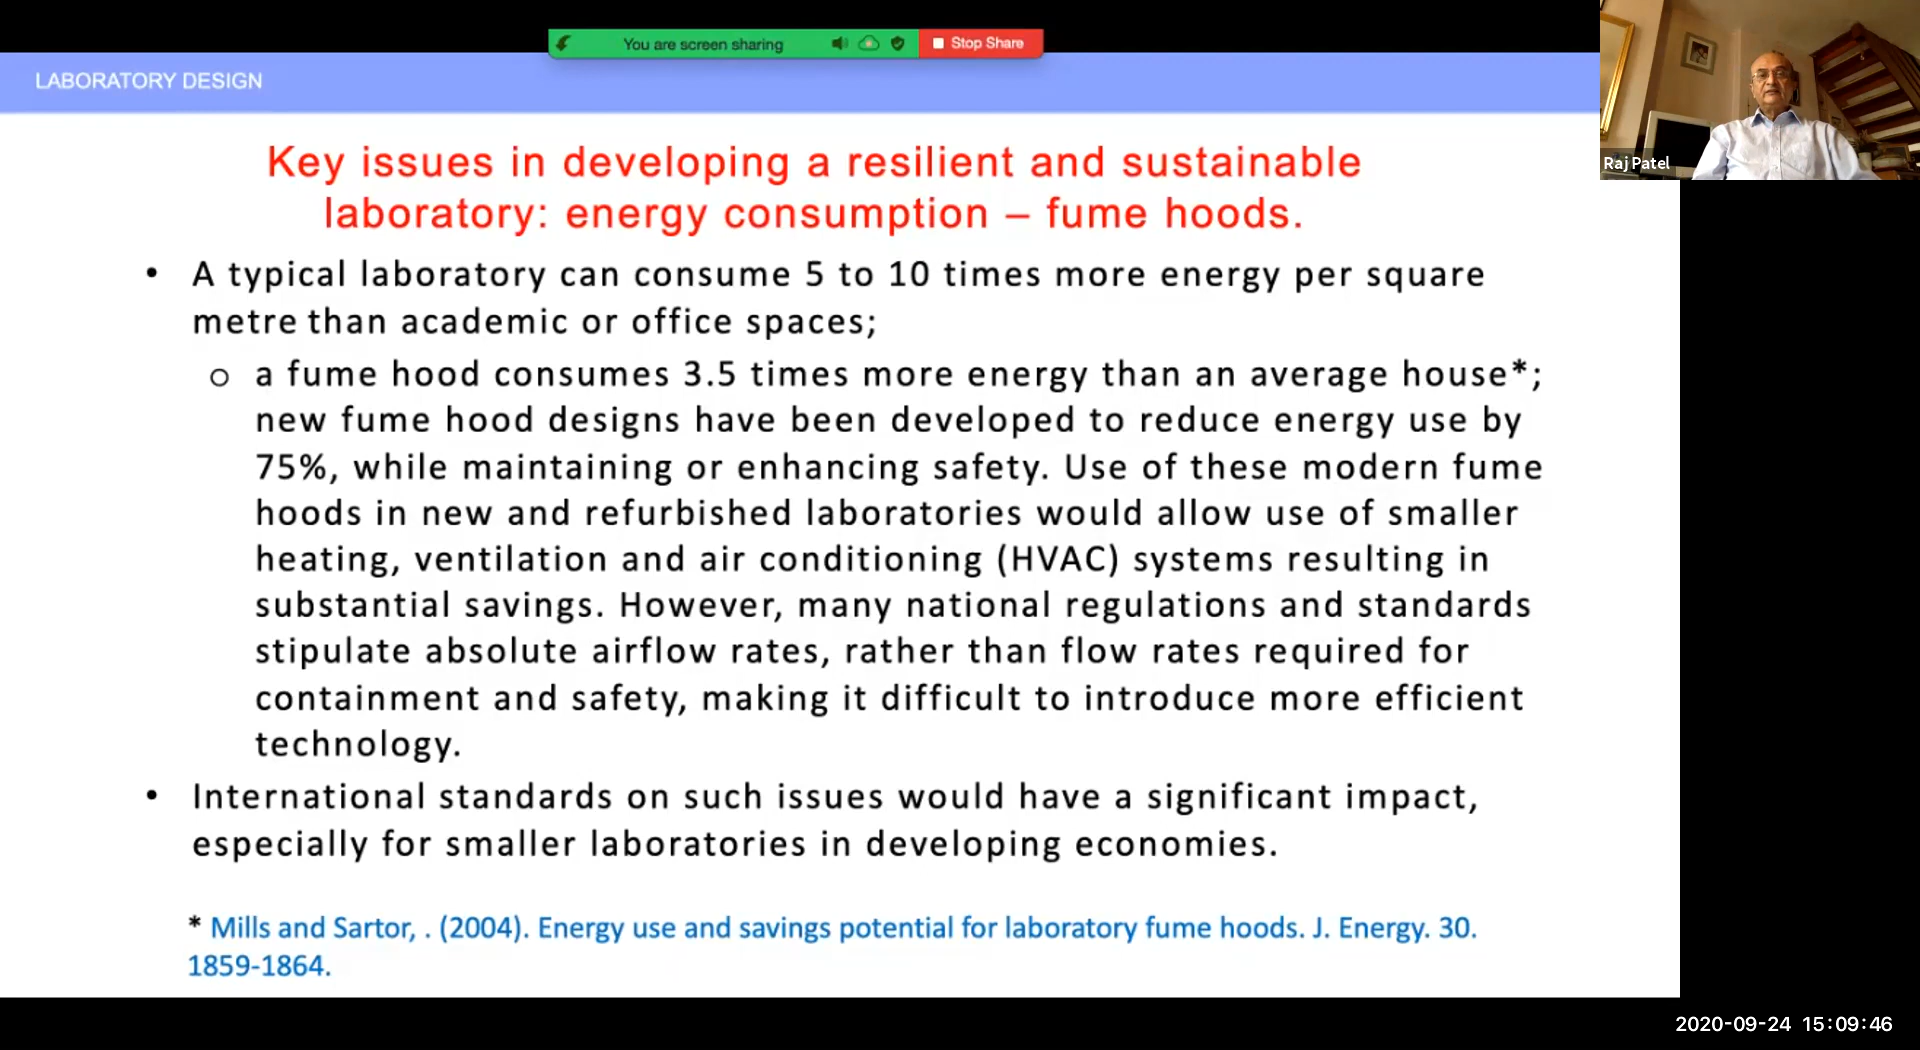 You are screen sharing
Stop Share
LABORATORY DESIGN
Raj Patel
Key issues in developing a resilient and sustainable
laboratory: energy consumption – fume hoods.
• A typical laboratory can consume 5 to 10 times more energy per square
metre than academic or office spaces;
o a fume hood consumes 3.5 times more energy than an average house*;
new fume hood designs have been developed to reduce energy use by
75%, while maintaining or enhancing safety. Use of these modern fume
hoods in new and refurbished laboratories would allow use of smaller
heating, ventilation and air conditioning (HVAC) systems resulting in
substantial savings. However, many national regulations and standards
stipulate absolute airflow rates, rather than flow rates required for
containment and safety, making it difficult to introduce more efficient
technology.
• International standards on such issues would have a significant impact,
especially for smaller laboratories in developing economies.
* Mills and Sartor, . (2004). Energy use and savings potential for laboratory fume hoods. J. Energy. 30.
1859-1864.
2020-09-24 15:09:46